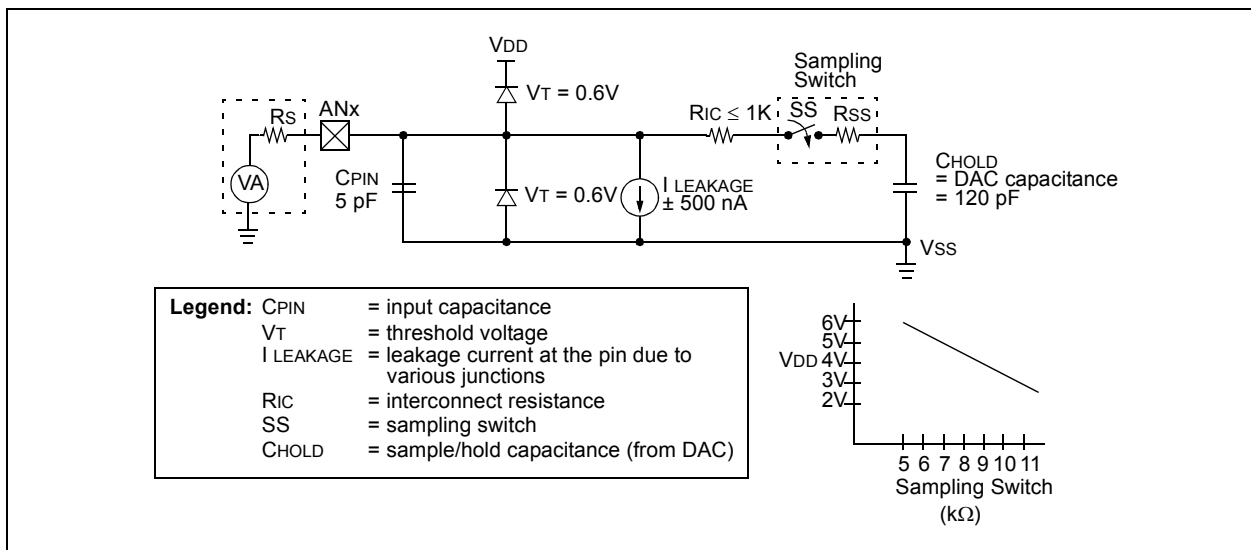 VDD
Sampling
Switch
VT = 0.6V
ANx
RS
RIC ≤ 1K
SS
RSS
VA
CPIN
5 pF
VT = 0.6V
I LEAKAGE
± 500 nA
CHOLD
= DAC capacitance
= 120 pF
VSS
Legend: CPIN = input capacitance
VT = threshold voltage
I LEAKAGE = leakage current at the pin due to
various junctions
RIC = interconnect resistance
SS = sampling switch
CHOLD = sample/hold capacitance (from DAC)
6V
5V
VDD 4V
3V
2V
5 6 7 8 9 10 11
Sampling Switch
(kΩ)